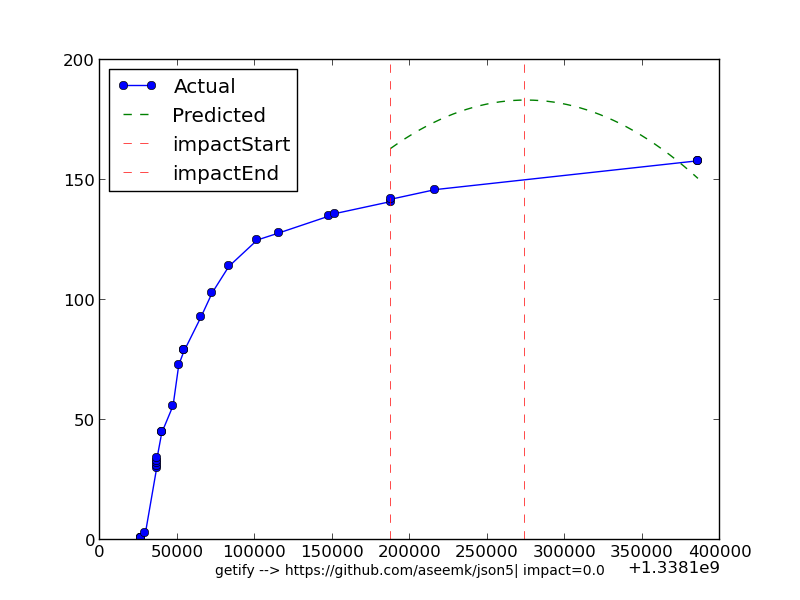 200
150
100
50
0
Actual
Predicted
impactStart
impactEnd
0 50000 100000 150000 200000 250000 300000 350000 400000
getify --> https://github.com/aseemk/json5| impact=0.0 +1.3381e9